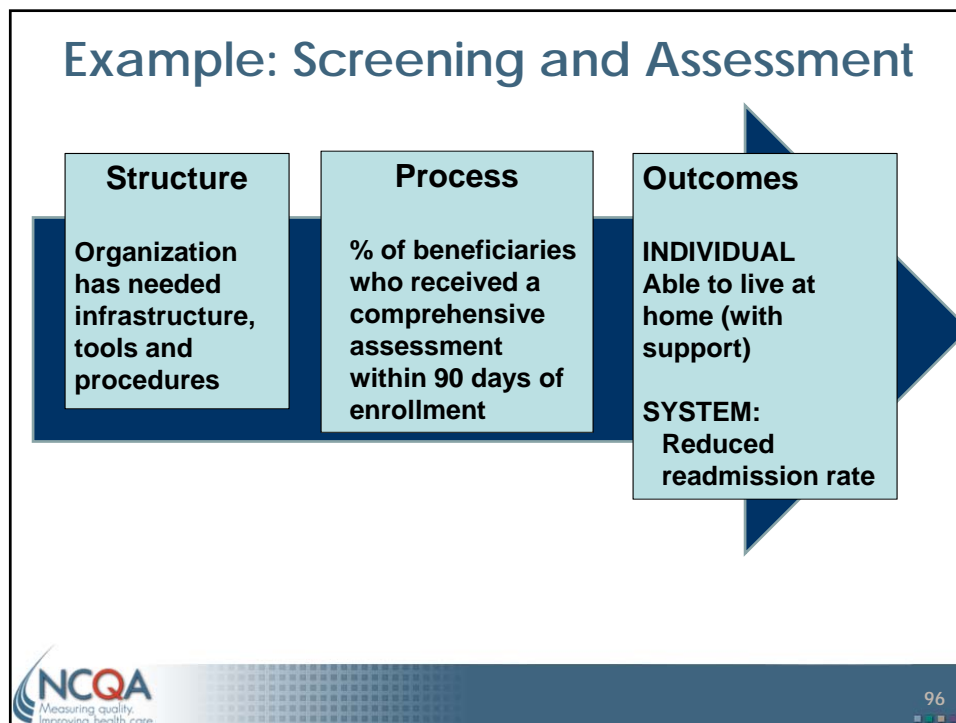 Example: Screening and Assessment
Structure
Organization
has needed
infrastructure,
tools and
procedures
Process
% of beneficiaries
who received a
comprehensive
assessment
within 90 days of
enrollment
Outcomes
INDIVIDUAL
Able to live at
home (with
support)
SYSTEM:
Reduced
readmission rate
NCQA
Measuring quality.
Improving health care.
96